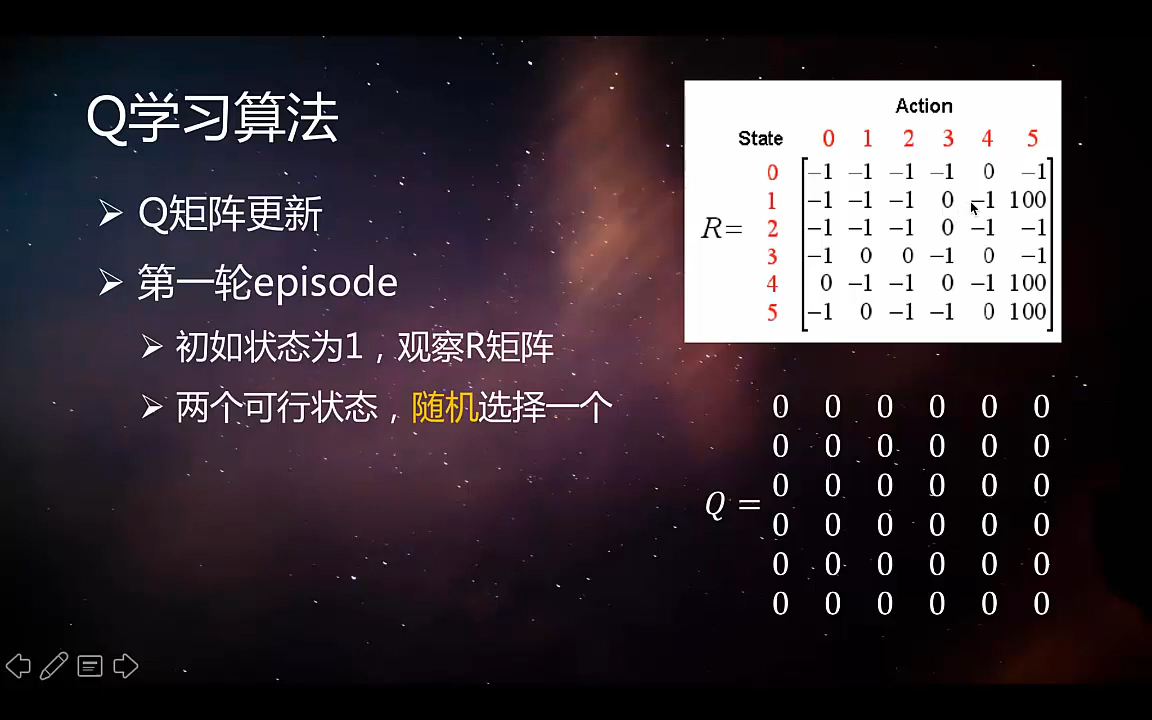 Q学习算法
Q矩阵更新
第一轮episode
初如状态为1，观察R矩阵
两个可行状态，随机选择一个
Action
State 0 1 2 3 4 5
0 −1 −1 −1 −1 0 −1
1 −1 −1 −1 0 −1 100
R= 2 −1 −1 −1 0 −1 −1
3 −1 0 0 −1 0 −1
4 0 −1 −1 0 −1 100
5 −1 0 −1 −1 0 100
0 0 0 0 0 0
0 0 0 0 0 0
Q = 0 0 0 0 0 0
0 0 0 0 0 0
0 0 0 0 0 0
0 0 0 0 0 0